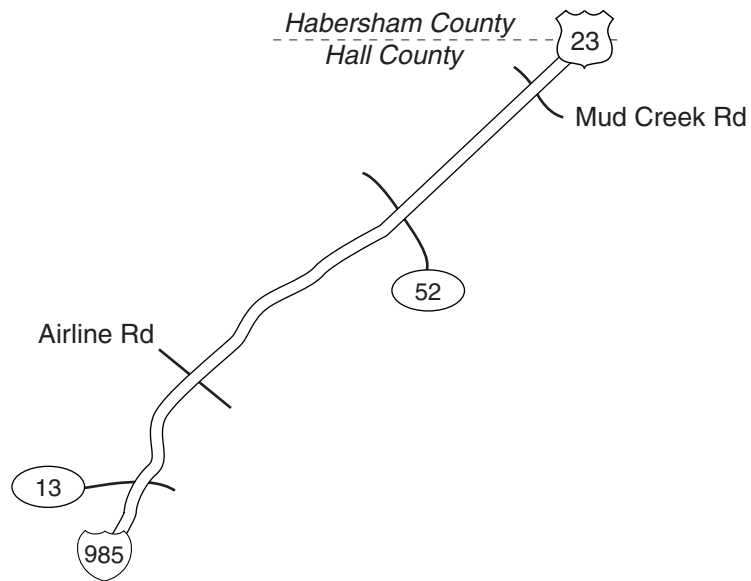 Habersham County
Hall County
23
Mud Creek Rd
52
Airline Rd
13
985